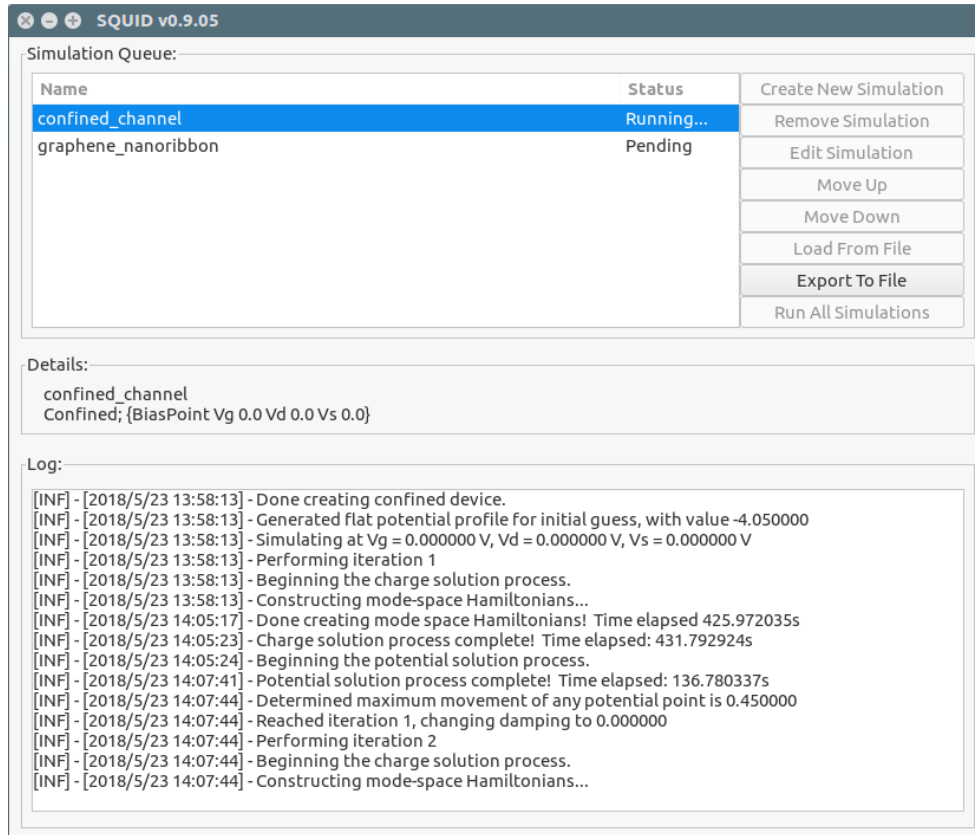 SQUID v0.9.05
Simulation Queue:
Name Status
confined_channel Running...
graphene_nanoribbon Pending
Create New Simulation
Remove Simulation
Edit Simulation
Move Up
Move Down
Load From File
Export To File
Run All Simulations
Details:
confined_channel
Confined; {BiasPoint Vg 0.0 Vd 0.0 Vs 0.0}
Log:
[INF] - [2018/5/23 13:58:13] - Done creating confined device.
[INF] - [2018/5/23 13:58:13] - Generated flat potential profile for initial guess, with value -4.050000
[INF] - [2018/5/23 13:58:13] - Simulating at Vg = 0.000000 V, Vd = 0.000000 V, Vs = 0.000000 V
[INF] - [2018/5/23 13:58:13] - Performing iteration 1
[INF] - [2018/5/23 13:58:13] - Beginning the charge solution process.
[INF] - [2018/5/23 13:58:13] - Constructing mode-space Hamiltonians...
[INF] - [2018/5/23 14:05:17] - Done creating mode space Hamiltonians!  Time elapsed 425.972035s
[INF] - [2018/5/23 14:05:23] - Charge solution process complete!  Time elapsed: 431.792924s
[INF] - [2018/5/23 14:05:24] - Beginning the potential solution process.
[INF] - [2018/5/23 14:07:41] - Potential solution process complete!  Time elapsed: 136.780337s
[INF] - [2018/5/23 14:07:44] - Determined maximum movement of any potential point is 0.450000
[INF] - [2018/5/23 14:07:44] - Reached iteration 1, changing damping to 0.000000
[INF] - [2018/5/23 14:07:44] - Performing iteration 2
[INF] - [2018/5/23 14:07:44] - Beginning the charge solution process.
[INF] - [2018/5/23 14:07:44] - Constructing mode-space Hamiltonians...